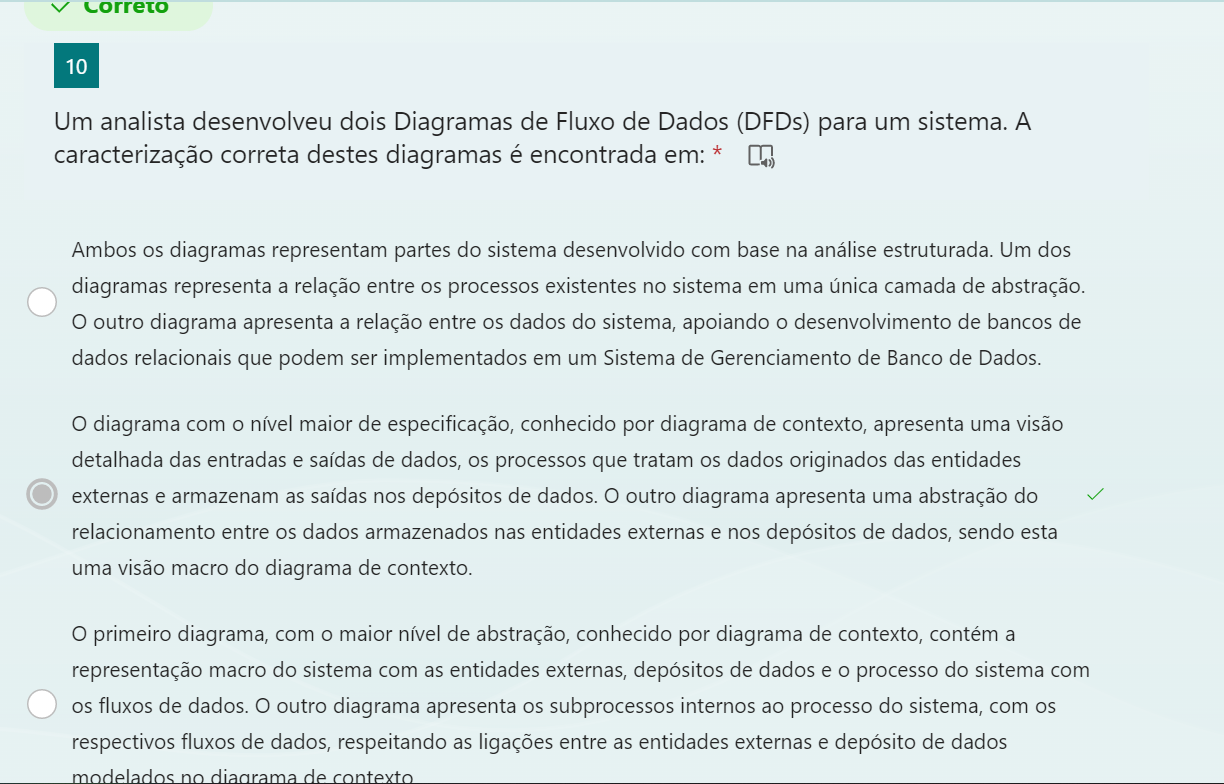 Correto
10
Um analista desenvolveu dois Diagramas de Fluxo de Dados (DFDs) para um sistema. A
caracterização correta destes diagramas é encontrada em: *
Ambos os diagramas representam partes do sistema desenvolvido com base na análise estruturada. Um dos
diagramas representa a relação entre os processos existentes no sistema em uma única camada de abstração.
O outro diagrama apresenta a relação entre os dados do sistema, apoiando o desenvolvimento de bancos de
dados relacionais que podem ser implementados em um Sistema de Gerenciamento de Banco de Dados.
O diagrama com o nível maior de especificação, conhecido por diagrama de contexto, apresenta uma visão
detalhada das entradas e saídas de dados, os processos que tratam os dados originados das entidades
externas e armazenam as saídas nos depósitos de dados. O outro diagrama apresenta uma abstração do
relacionamento entre os dados armazenados nas entidades externas e nos depósitos de dados, sendo esta
uma visão macro do diagrama de contexto.
O primeiro diagrama, com o maior nível de abstração, conhecido por diagrama de contexto, contém a
representação macro do sistema com as entidades externas, depósitos de dados e o processo do sistema com
os fluxos de dados. O outro diagrama apresenta os subprocessos internos ao processo do sistema, com os
respectivos fluxos de dados, respeitando as ligações entre as entidades externas e depósito de dados
modelados no diagrama de contexto